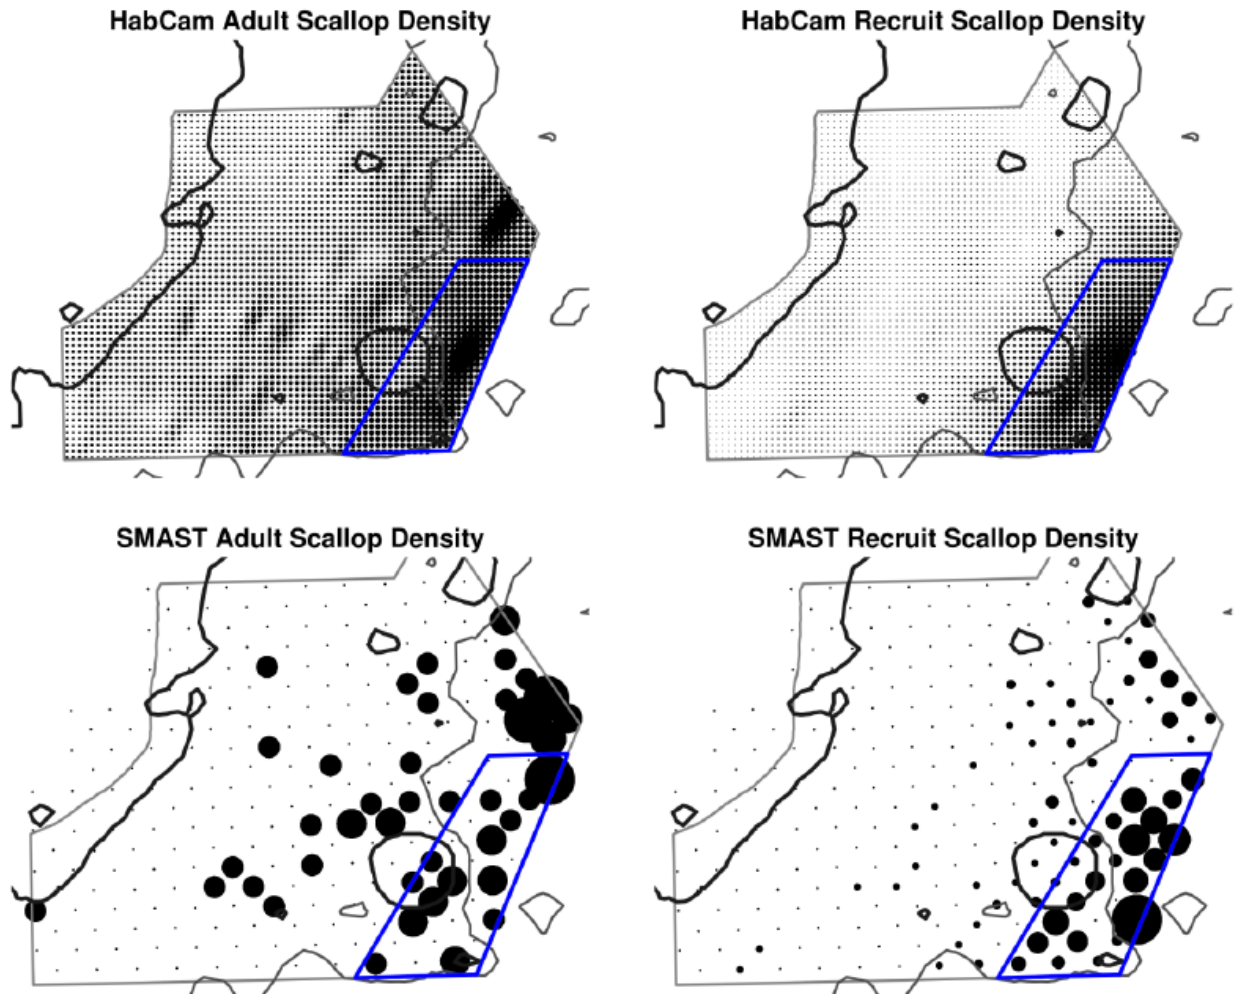 HabCam Adult Scallop Density
HabCam Recruit Scallop Density
SMAST Adult Scallop Density
SMAST Recruit Scallop Density